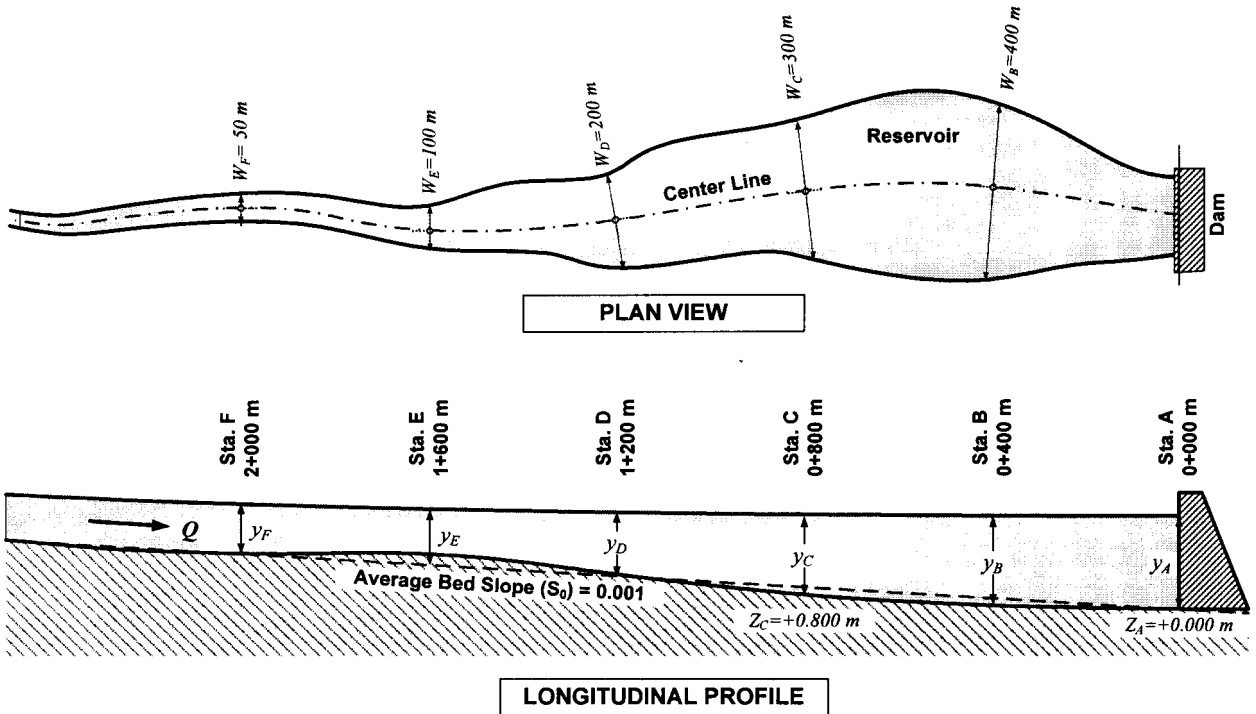 W_F= 50 m
W_E=100 m
W_D=200 m
W_C=300 m
W_B=400 m
Reservoir
Center Line
Dam
PLAN VIEW
Sta. F
2+000 m
Sta. E
1+600 m
Sta. D
1+200 m
Sta. C
0+800 m
Sta. B
0+400 m
Sta. A
0+000 m
Q
y_F
y_E
y_D
y_C
y_B
y_A
Average Bed Slope (S₀) = 0.001
Z_C=+0.800 m
Z_A=+0.000 m
LONGITUDINAL PROFILE